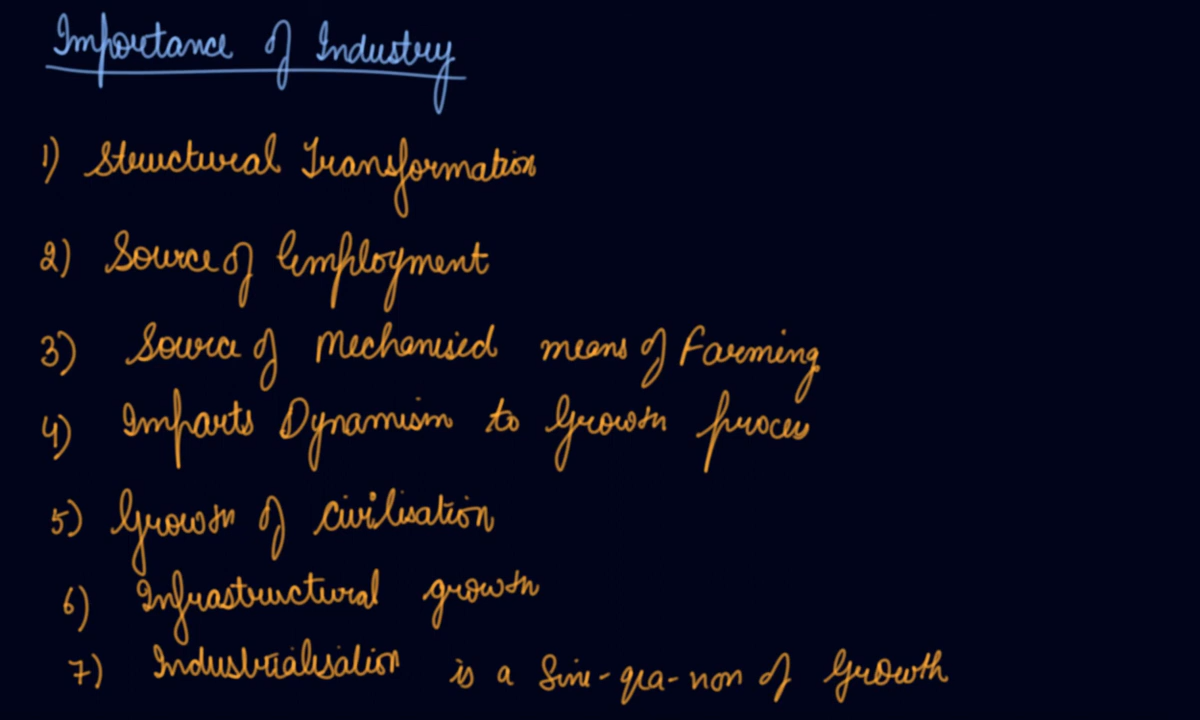 Importance of Industry
1) Structural Transformation
2) Source of Employment
3) Source of Mechanised means of Farming
4) Imparts Dynamism to Growth process
5) Growth of civilisation
6) Infrastructural growth
7) Industrialisation is a Sine-qua-non of Growth